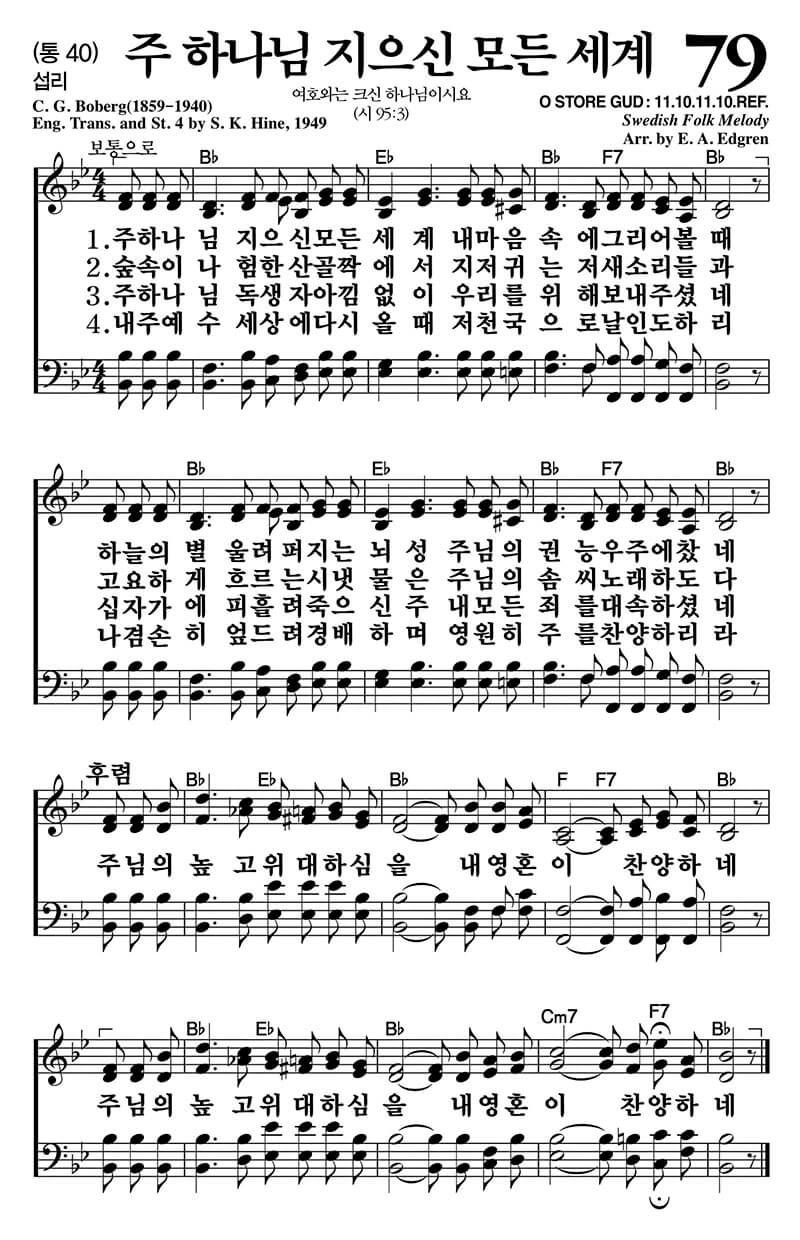 (통 40) 주 하나님 지으신 모든 세계 79
섭리
여호와는 크신 하나님이시요
(시 95:3)
C. G. Boberg(1859-1940)
Eng. Trans. and St. 4 by S. K. Hine, 1949
O STORE GUD : 11.10.11.10.REF.
Swedish Folk Melody
Arr. by E. A. Edgren
보통으로
B♭ E♭ B♭ F7 B♭
1.주하나 님 지으 신모든 세 계 내마음 속 에그리어볼 때
2.숲속이 나 험한 산골짝 에 서 지저귀 는 저새소리들 과
3.주하나 님 독생 자아낌 없 이 우리를 위 해보내주셨 네
4.내주예 수 세상 에다시 올 때 저천국 으 로날인도하 리
B♭ E♭ B♭ F7 B♭
하늘의 별 울려 퍼지는 뇌 성 주님의 권 능우주에찼 네
고요하 게 흐르 는시냇 물 은 주님의 솜 씨노래하도 다
십자가 에 피흘 려죽으 신 주 내모든 죄 를대속하셨 네
나겸손 히 엎드 려경배 하 며 영원히 주 를찬양하리 라
후렴
B♭ E♭ B♭ F F7 B♭
주님의 높 고위 대하심 을 내영혼 이 찬양하 네
B♭ E♭ B♭ Cm7 F7 B♭
주님의 높 고위 대하심 을 내영혼 이 찬양하 네